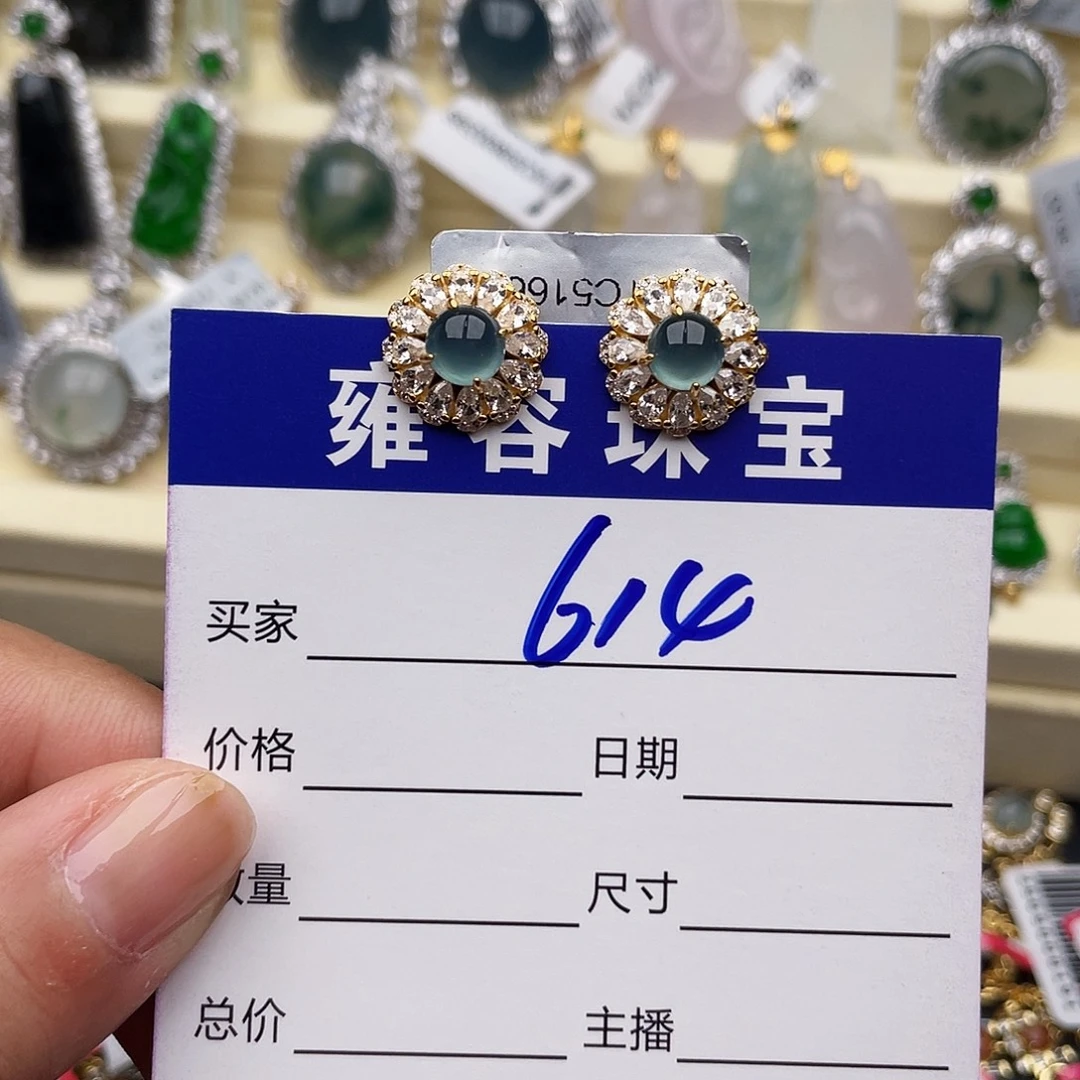 C5166
雍容珠宝
买家 614
价格 日期
数量 尺寸
总价 主播